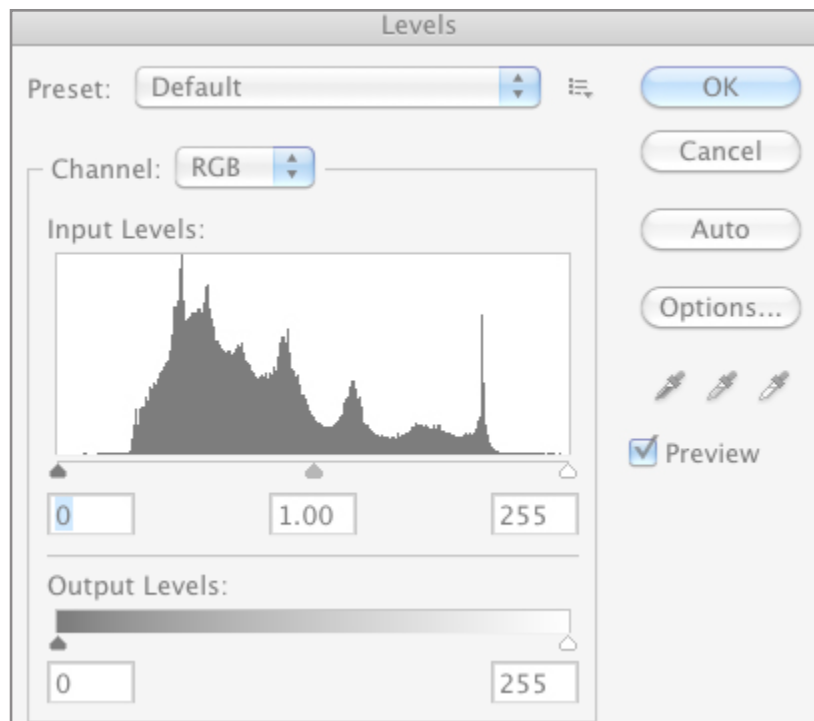 Levels
Preset: Default
OK
Channel: RGB
Cancel
Input Levels:
Auto
Options...
Preview
0 1.00 255
Output Levels:
0 255